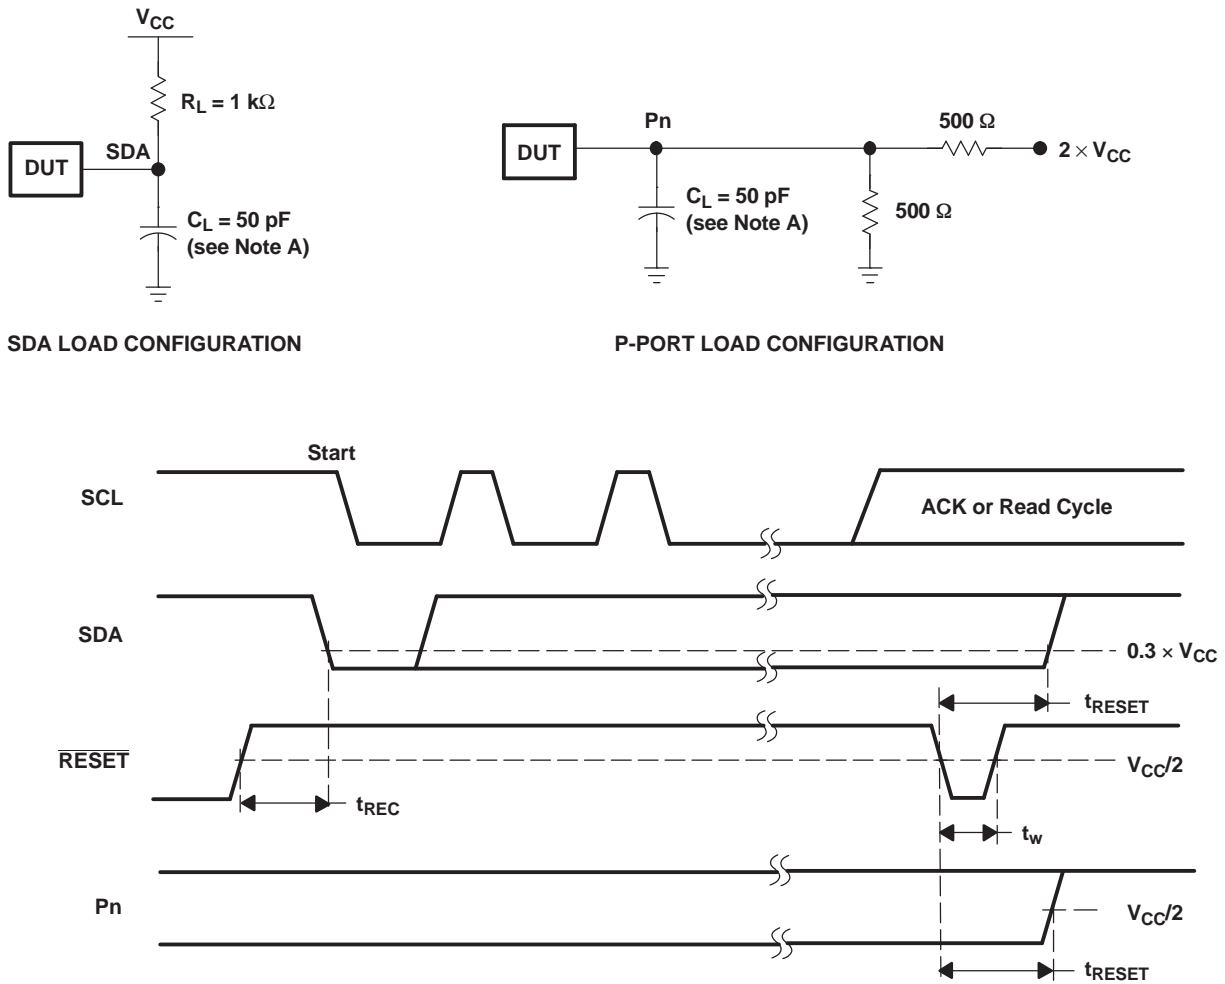 VCC
RL = 1 kΩ
DUT
SDA
CL = 50 pF
(see Note A)
SDA LOAD CONFIGURATION
DUT
Pn
500 Ω
2 × VCC
CL = 50 pF
(see Note A)
500 Ω
P-PORT LOAD CONFIGURATION
Start
SCL
ACK or Read Cycle
SDA
0.3 × VCC
tRESET
RESET
VCC/2
tREC
tw
Pn
VCC/2
tRESET